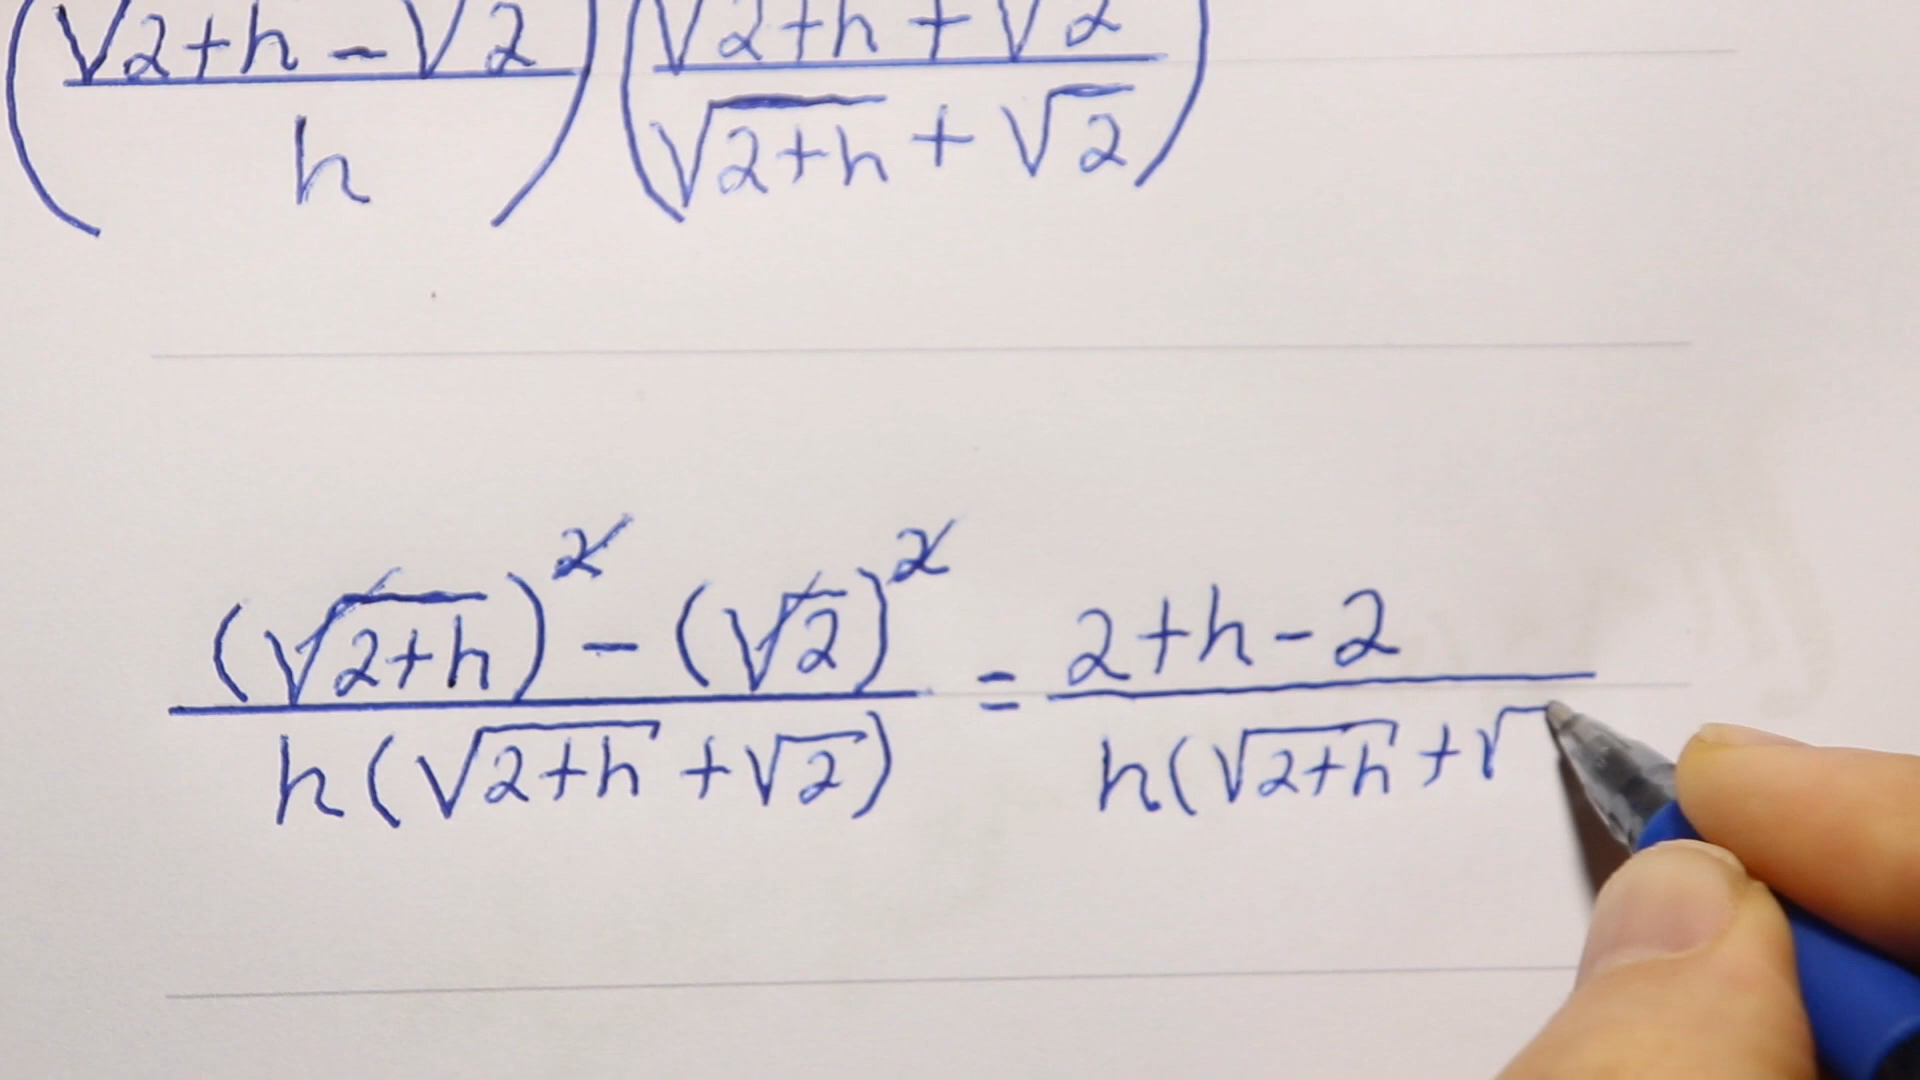 (√2+h - √2 / h) (√2+h + √2 / √2+h + √2)
(√2+h)² - (√2)² / h(√2+h + √2) = 2+h-2 / h(√2+h + √